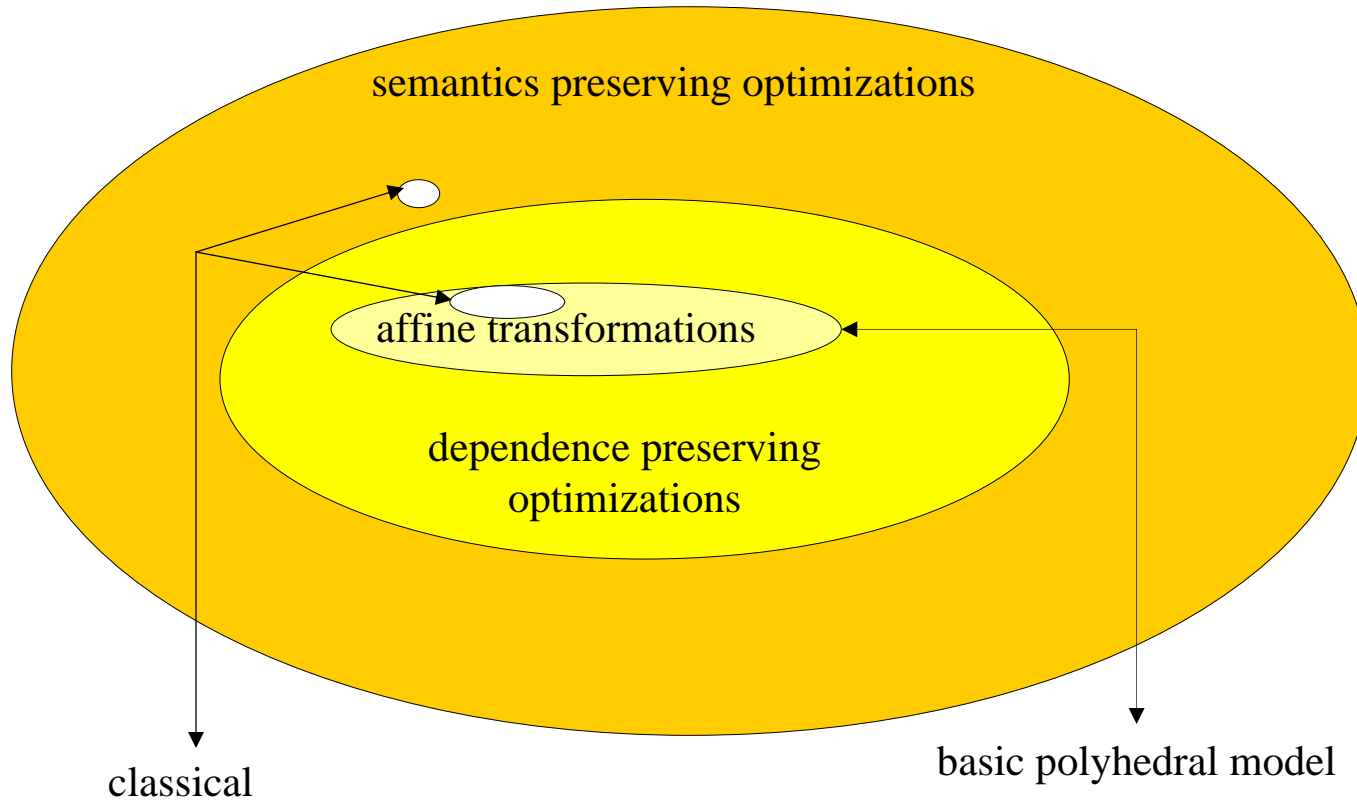 semantics preserving optimizations
affine transformations
dependence preserving
optimizations
basic polyhedral model
classical